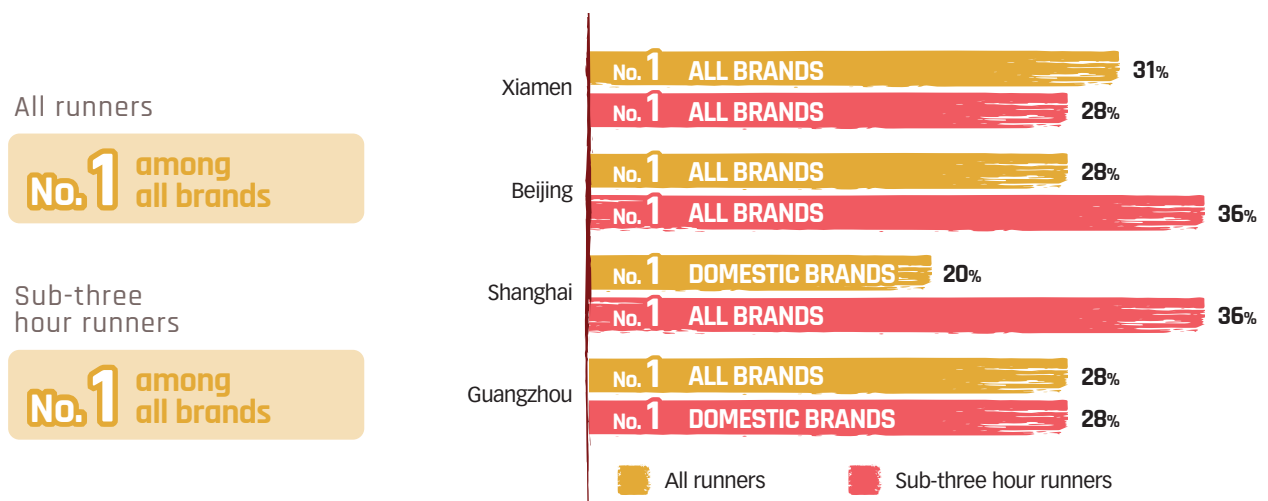 All runners
No. 1 among
all brands
Sub-three
hour runners
No. 1 among
all brands
Xiamen
No. 1 ALL BRANDS 31%
No. 1 ALL BRANDS 28%
Beijing
No. 1 ALL BRANDS 28%
No. 1 ALL BRANDS 36%
Shanghai
No. 1 DOMESTIC BRANDS 20%
No. 1 ALL BRANDS 36%
Guangzhou
No. 1 ALL BRANDS 28%
No. 1 DOMESTIC BRANDS 28%
All runners
Sub-three hour runners